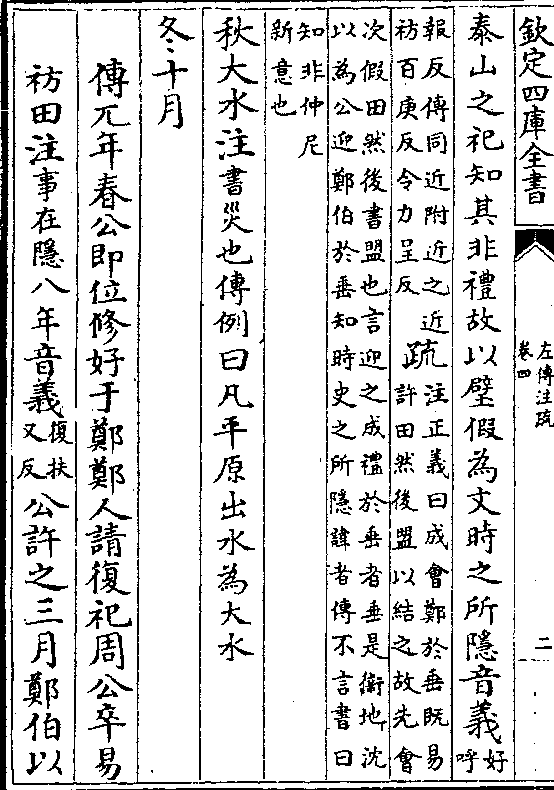 欽定四庫全書
左傳注疏
卷四
二
泰山之祀知其非禮故以璧假為文時之所隱音義好呼
報反傳同近附近之近祊百庚反令力呈反疏注正義曰成會鄭於垂既易許田然後盟以結之故先會
次假田然後書盟也言迎之成禮於垂者垂是衛地沈
以為公迎鄭伯於垂知時史之所隱諱者傳不言書曰
知非仲尼
新意也
秋大水注書災也傳例曰凡平原出水為大水
冬十月
傳元年春公即位修好于鄭鄭人請復祀周公卒易
祊田注事在隱八年音義復扶又反公許之三月鄭伯以